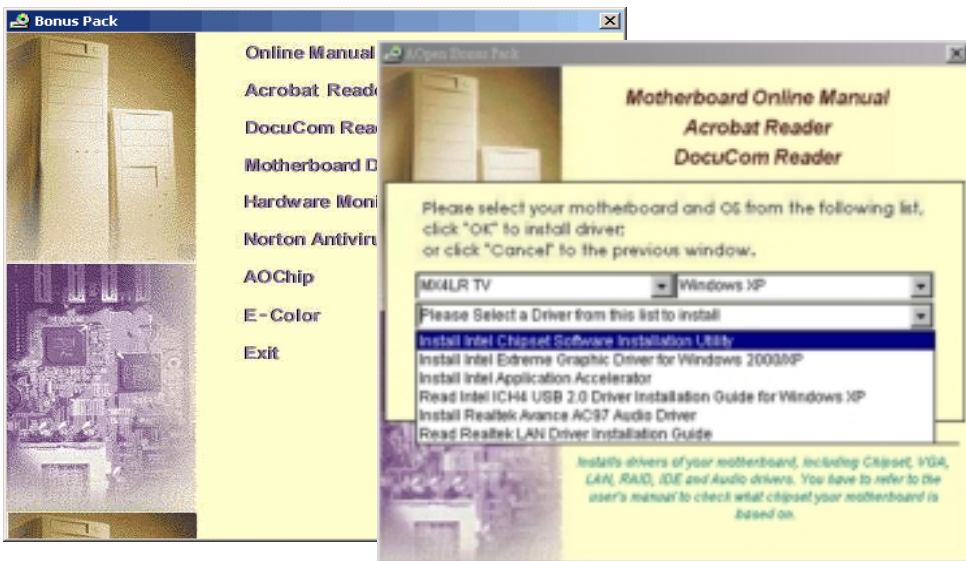 Bonus Pack
Online Manual
Acrobat Reade
DocuCom Rea
Motherboard D
Hardware Moni
Norton Antiviru
AOChip
E-Color
Exit
AOpen Bonus Pack
Motherboard Online Manual
Acrobat Reader
DocuCom Reader
Please select your motherboard and OS from the following list,
click "OK" to install driver;
or click "Cancel" to the previous window.
MX4LR TV
Windows XP
Please Select a Driver from this list to install
Install Intel Chipset Software Installation Utility
Install Intel Extreme Graphic Driver for Windows 2000/XP
Install Intel Application Accelerator
Read Intel ICH4 USB 2.0 Driver Installation Guide for Windows XP
Install Realtek Avance AC97 Audio Driver
Read Realtek LAN Driver Installation Guide
Installs drivers of your motherboard, including Chipset, VGA,
LAN, RAID, IDE and Audio drivers. You have to refer to the
user's manual to check what chipset your motherboard is
based on.